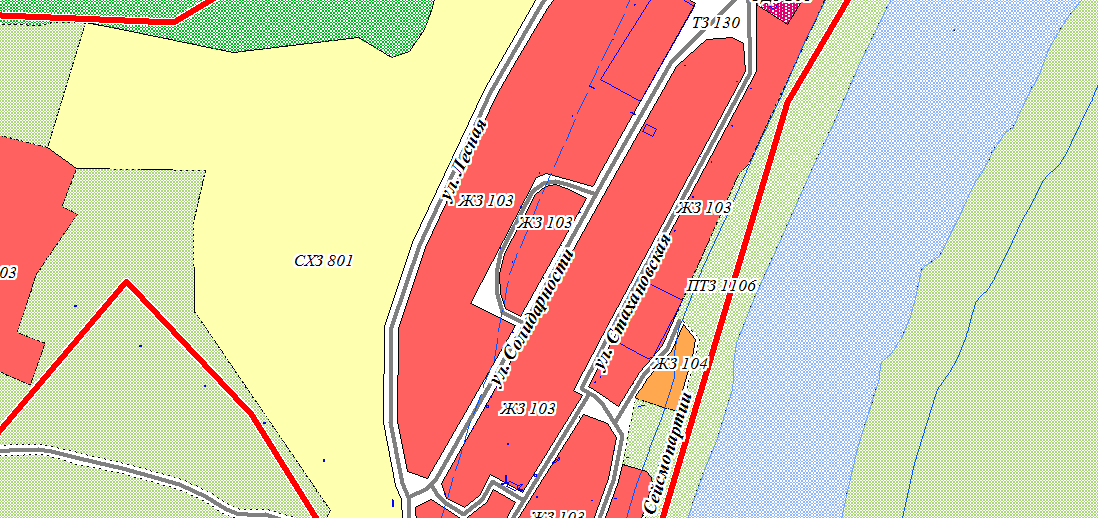 ТЗ 130
ул. Лесная
ЖЗ 103
ЖЗ 103
ЖЗ 103
СХЗ 801
03
ул. Солидарности
ул. Стахановская
ПТЗ 1106
ЖЗ 104
ЖЗ 103
Сейсмопартии
ЖЗ 103